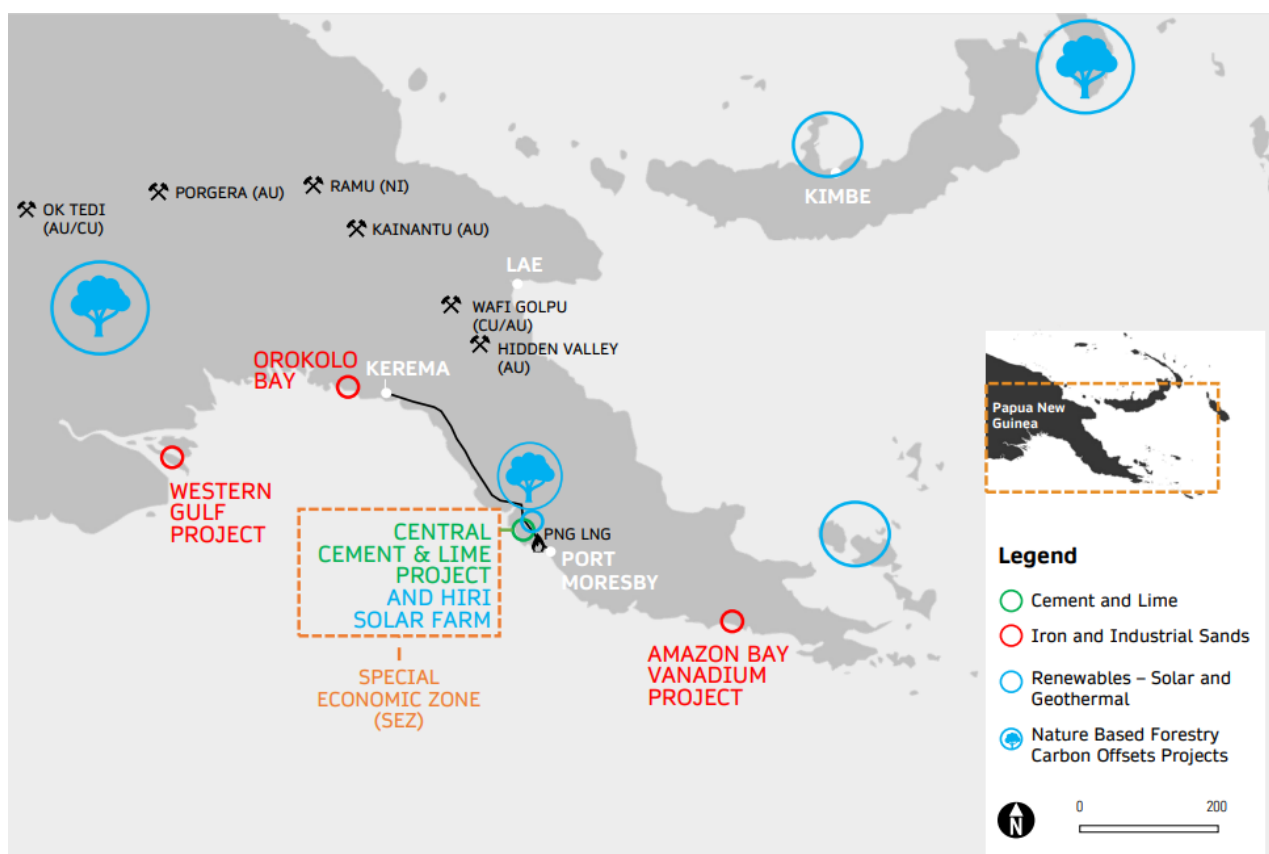 KIMBE
PORGERA (AU)
RAMU (NI)
OK TEDI
(AU/CU)
KAINANTU (AU)
LAE
WAFI GOLPU
(CU/AU)
HIDDEN VALLEY
(AU)
OROKOLO
BAY
KEREMA
WESTERN
GULF
PROJECT
CENTRAL
CEMENT & LIME
PROJECT
AND HIRI
SOLAR FARM
PNG LNG
PORT
MORESBY
SPECIAL
ECONOMIC ZONE
(SEZ)
AMAZON BAY
VANADIUM
PROJECT
Papua New
Guinea
Legend
Cement and Lime
Iron and Industrial Sands
Renewables – Solar and
Geothermal
Nature Based Forestry
Carbon Offsets Projects
N
0 200